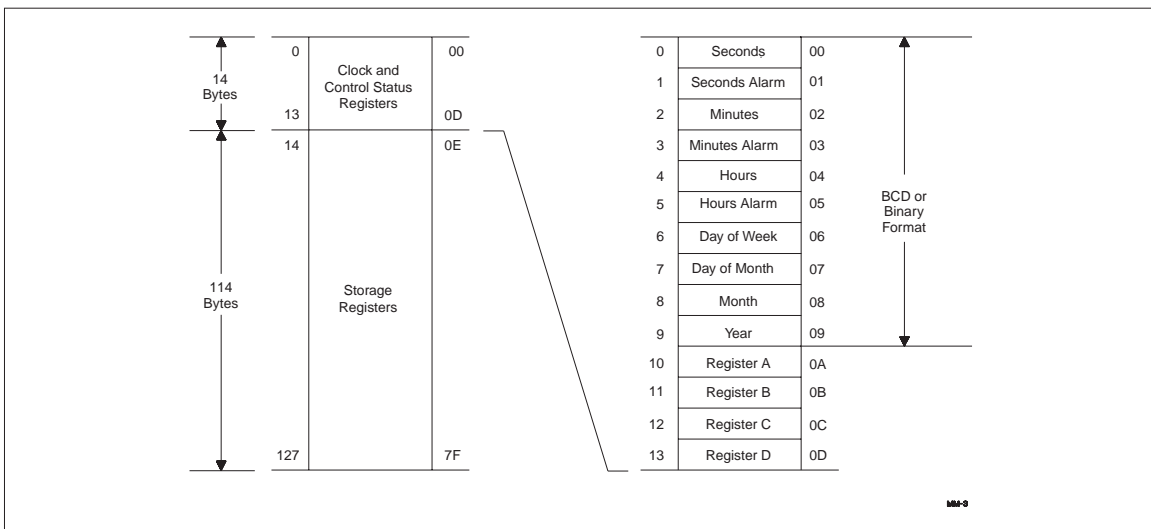 14
Bytes
0
00
Clock and
Control Status
Registers
13
0D
114
Bytes
14
0E
Storage
Registers
127
7F
0 Seconds 00
1 Seconds Alarm 01
2 Minutes 02
3 Minutes Alarm 03
4 Hours 04
5 Hours Alarm 05
6 Day of Week 06
7 Day of Month 07
8 Month 08
9 Year 09
10 Register A 0A
11 Register B 0B
12 Register C 0C
13 Register D 0D
BCD or
Binary
Format
MM-3